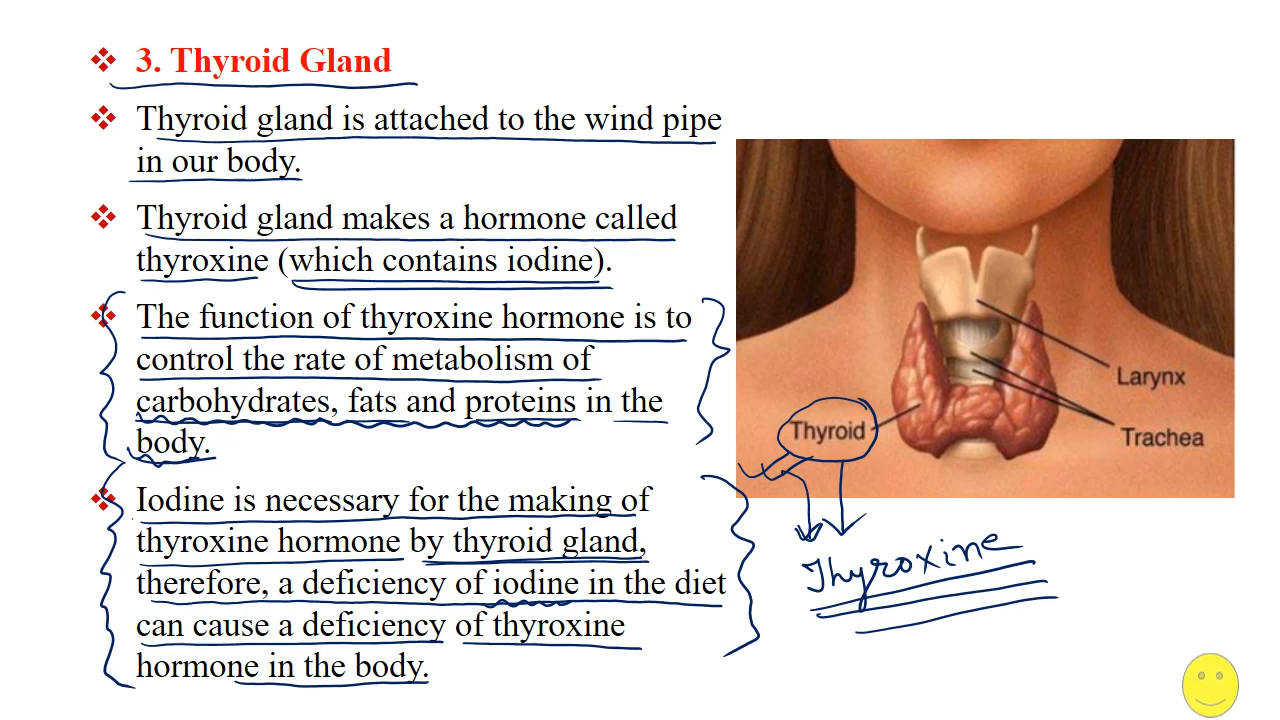 3. Thyroid Gland
Thyroid gland is attached to the wind pipe
in our body.
Thyroid gland makes a hormone called
thyroxine (which contains iodine).
The function of thyroxine hormone is to
control the rate of metabolism of
carbohydrates, fats and proteins in the
body.
Iodine is necessary for the making of
thyroxine hormone by thyroid gland,
therefore, a deficiency of iodine in the diet
can cause a deficiency of thyroxine
hormone in the body.
Larynx
Thyroid
Trachea
Thyroxine